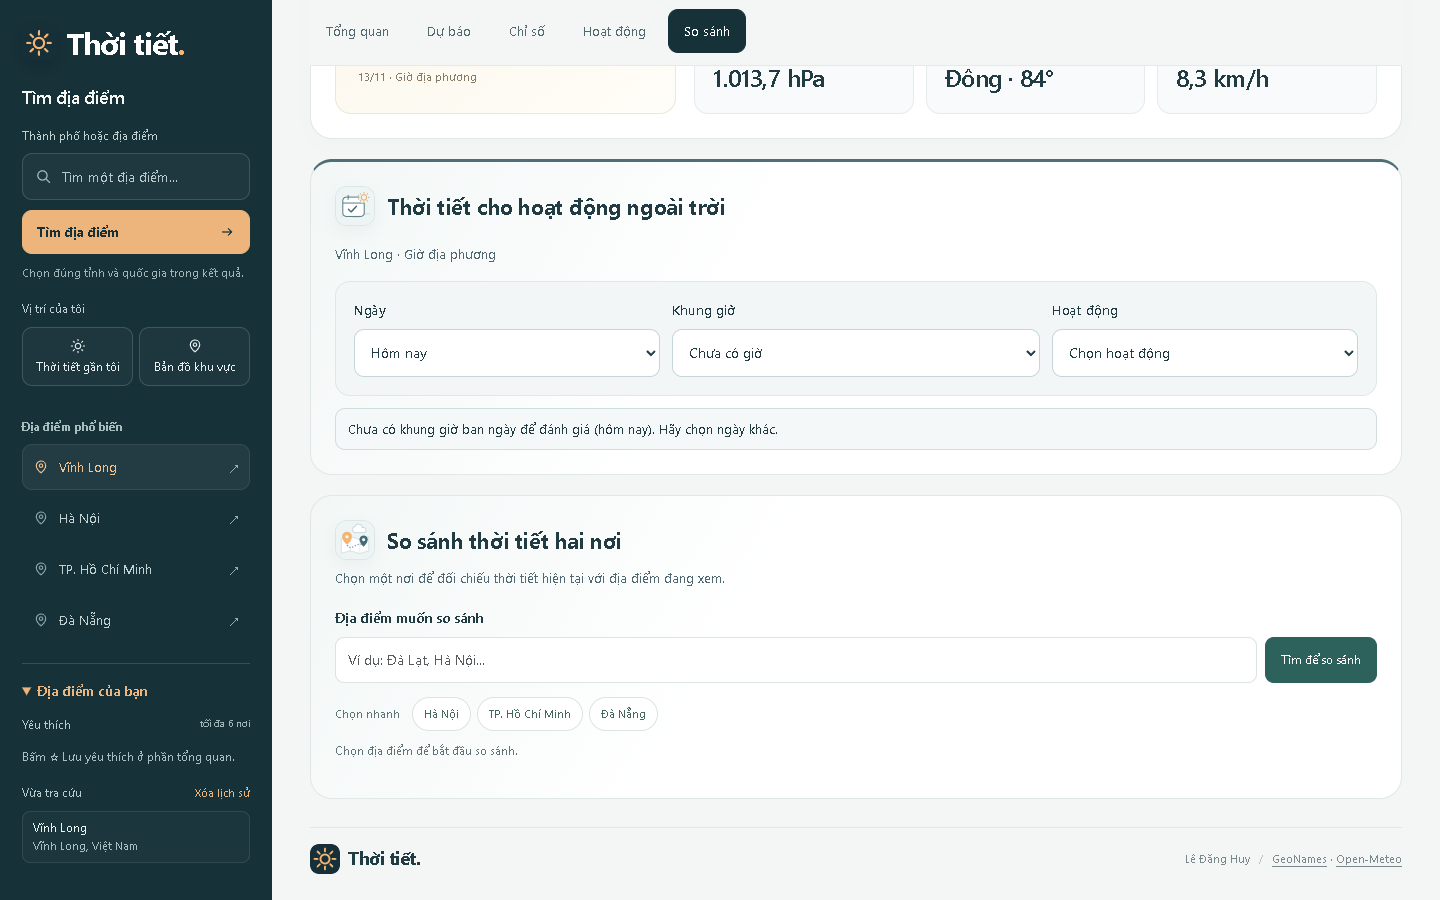 Thời tiết.
Tìm địa điểm
Thành phố hoặc địa điểm
Tìm một địa điểm...
Tìm địa điểm →
Chọn đúng tỉnh và quốc gia trong kết quả.
Vị trí của tôi
Thời tiết gần tôi
Bản đồ khu vực
Địa điểm phổ biến
Vĩnh Long ↗
Hà Nội ↗
TP. Hồ Chí Minh ↗
Đà Nẵng ↗
▼ Địa điểm của bạn
Yêu thích tối đa 6 nơi
Bấm ☆ Lưu yêu thích ở phần tổng quan.
Vừa tra cứu Xóa lịch sử
Vĩnh Long
Vĩnh Long, Việt Nam
Tổng quan Dự báo Chỉ số Hoạt động So sánh
13/11 · Giờ địa phương
1.013,7 hPa
Đông · 84°
8,3 km/h
Thời tiết cho hoạt động ngoài trời
Vĩnh Long · Giờ địa phương
Ngày Khung giờ Hoạt động
Hôm nay Chưa có giờ Chọn hoạt động
Chưa có khung giờ ban ngày để đánh giá (hôm nay). Hãy chọn ngày khác.
So sánh thời tiết hai nơi
Chọn một nơi để đối chiếu thời tiết hiện tại với địa điểm đang xem.
Địa điểm muốn so sánh
Ví dụ: Đà Lạt, Hà Nội...
Tìm để so sánh
Chọn nhanh Hà Nội TP. Hồ Chí Minh Đà Nẵng
Chọn địa điểm để bắt đầu so sánh.
Thời tiết.
Lê Đăng Huy / GeoNames · Open-Meteo